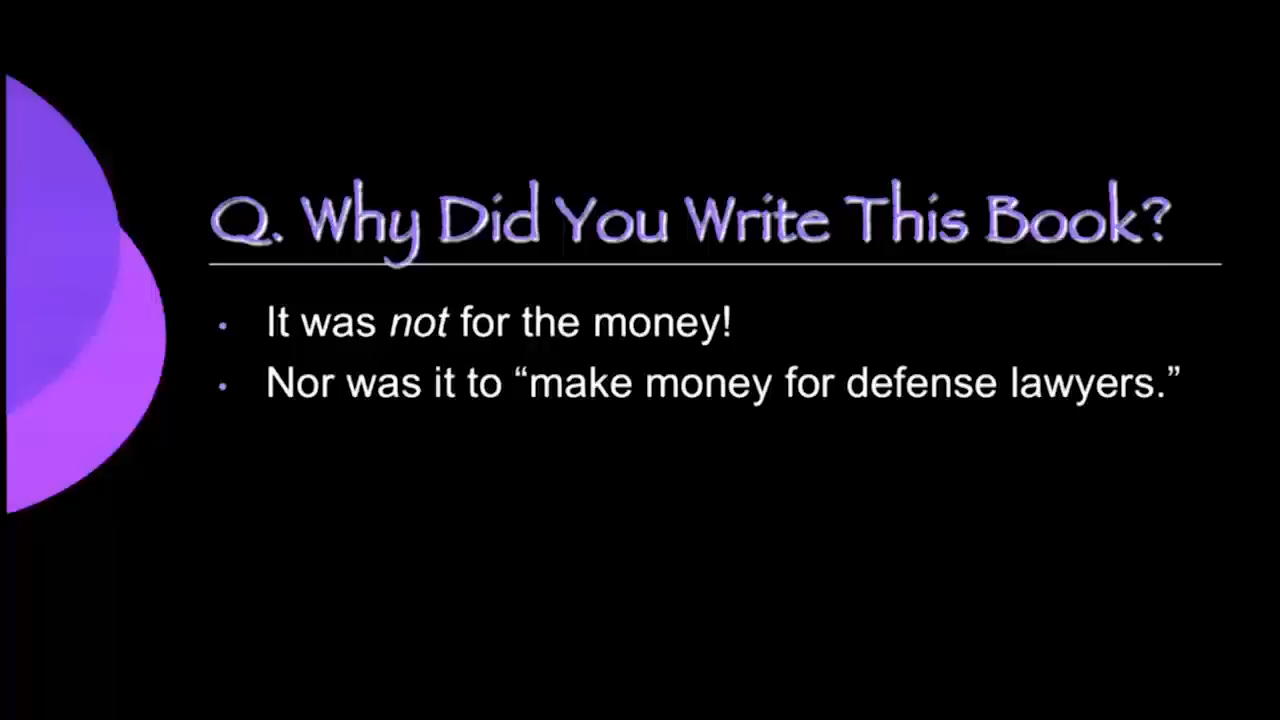 Q. Why Did You Write This Book?
• It was not for the money!
• Nor was it to “make money for defense lawyers.”